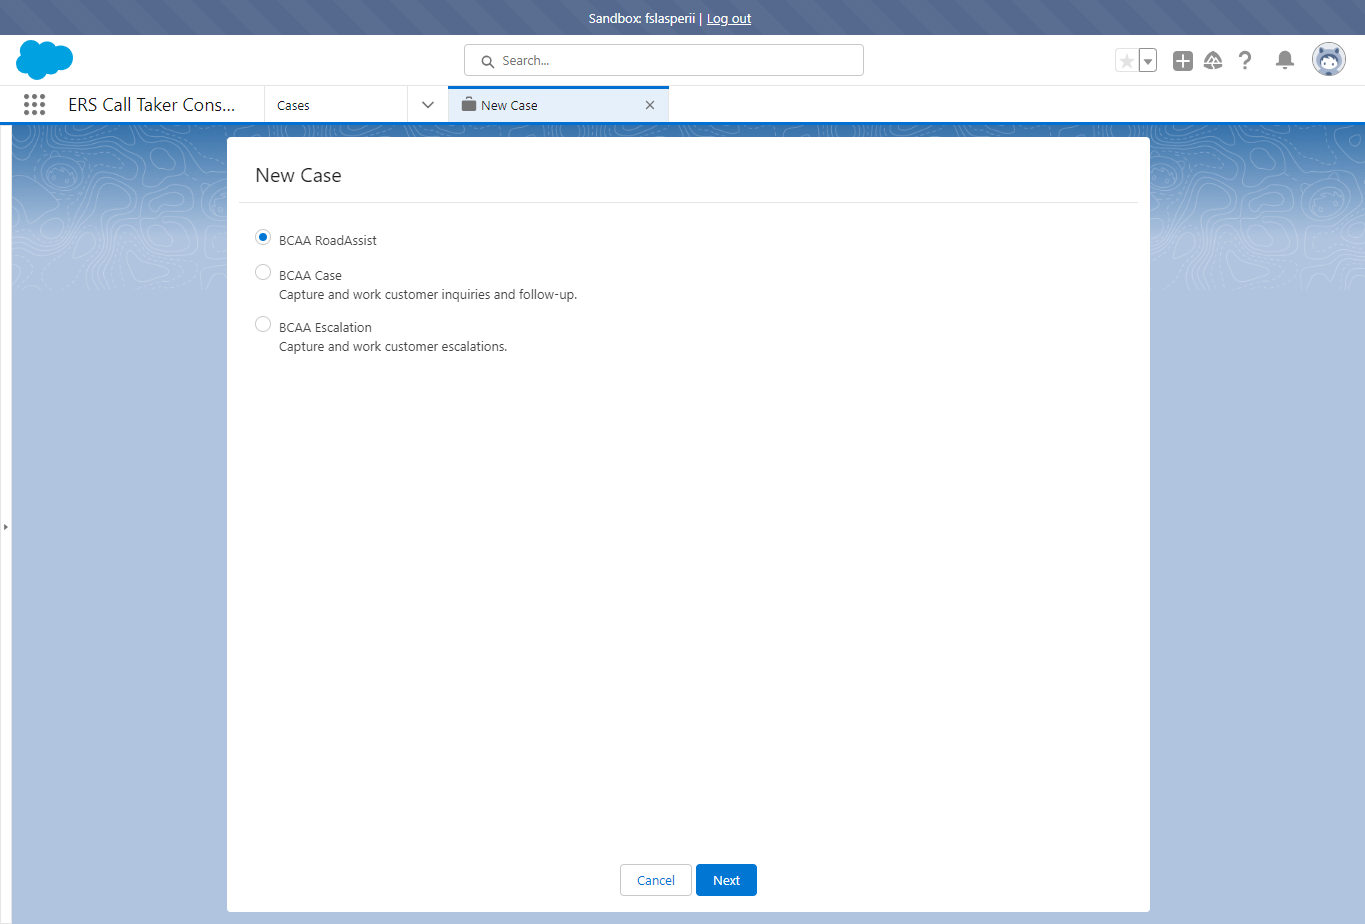 Sandbox: fslasperii | Log out
Search...
ERS Call Taker Cons...
Cases
New Case
New Case
BCAA RoadAssist
BCAA Case
Capture and work customer inquiries and follow-up.
BCAA Escalation
Capture and work customer escalations.
Cancel
Next